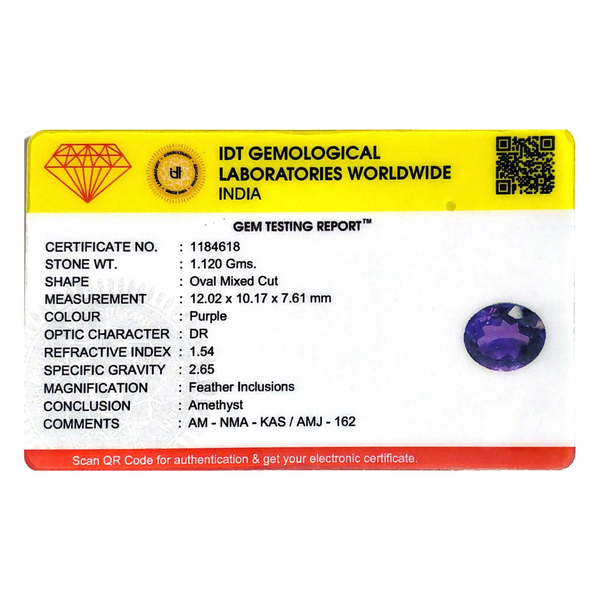 IDT GEMOLOGICAL
LABORATORIES WORLDWIDE
INDIA
GEM TESTING REPORT™
CERTIFICATE NO. : 1184618
STONE WT. : 1.120 Gms.
SHAPE : Oval Mixed Cut
MEASUREMENT : 12.02 x 10.17 x 7.61 mm
COLOUR : Purple
OPTIC CHARACTER : DR
REFRACTIVE INDEX : 1.54
SPECIFIC GRAVITY : 2.65
MAGNIFICATION : Feather Inclusions
CONCLUSION : Amethyst
COMMENTS : AM - NMA - KAS / AMJ - 162
Scan QR Code for authentication & get your electronic certificate.